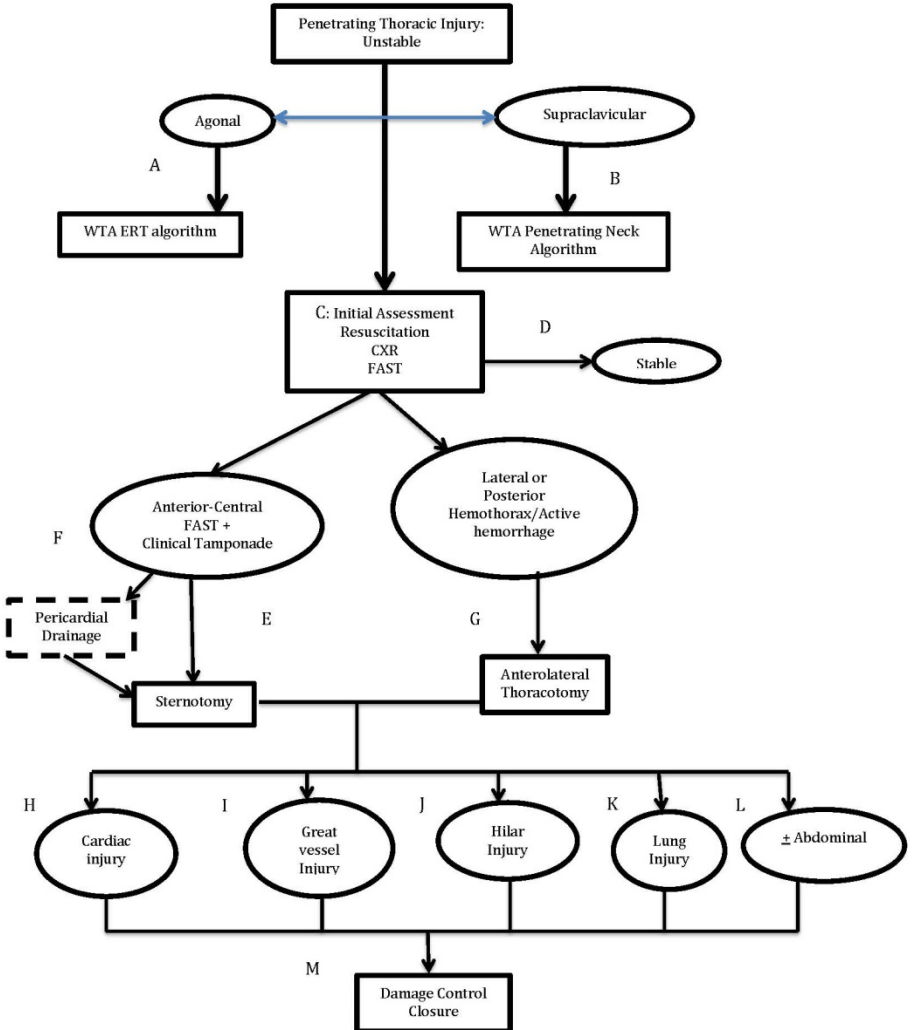 Penetrating Thoracic Injury:
Unstable
Agonal
Supraclavicular
A
B
WTA ERT algorithm
WTA Penetrating Neck
Algorithm
C: Initial Assessment
Resuscitation
CXR
FAST
D
Stable
Anterior-Central
FAST +
Clinical Tamponade
Lateral or
Posterior
Hemothorax/Active
hemorrhage
F
Pericardial
Drainage
E
G
Sternotomy
Anterolateral
Thoracotomy
H
I
J
K
L
Cardiac
injury
Great
vessel
Injury
Hilar
Injury
Lung
Injury
± Abdominal
M
Damage Control
Closure